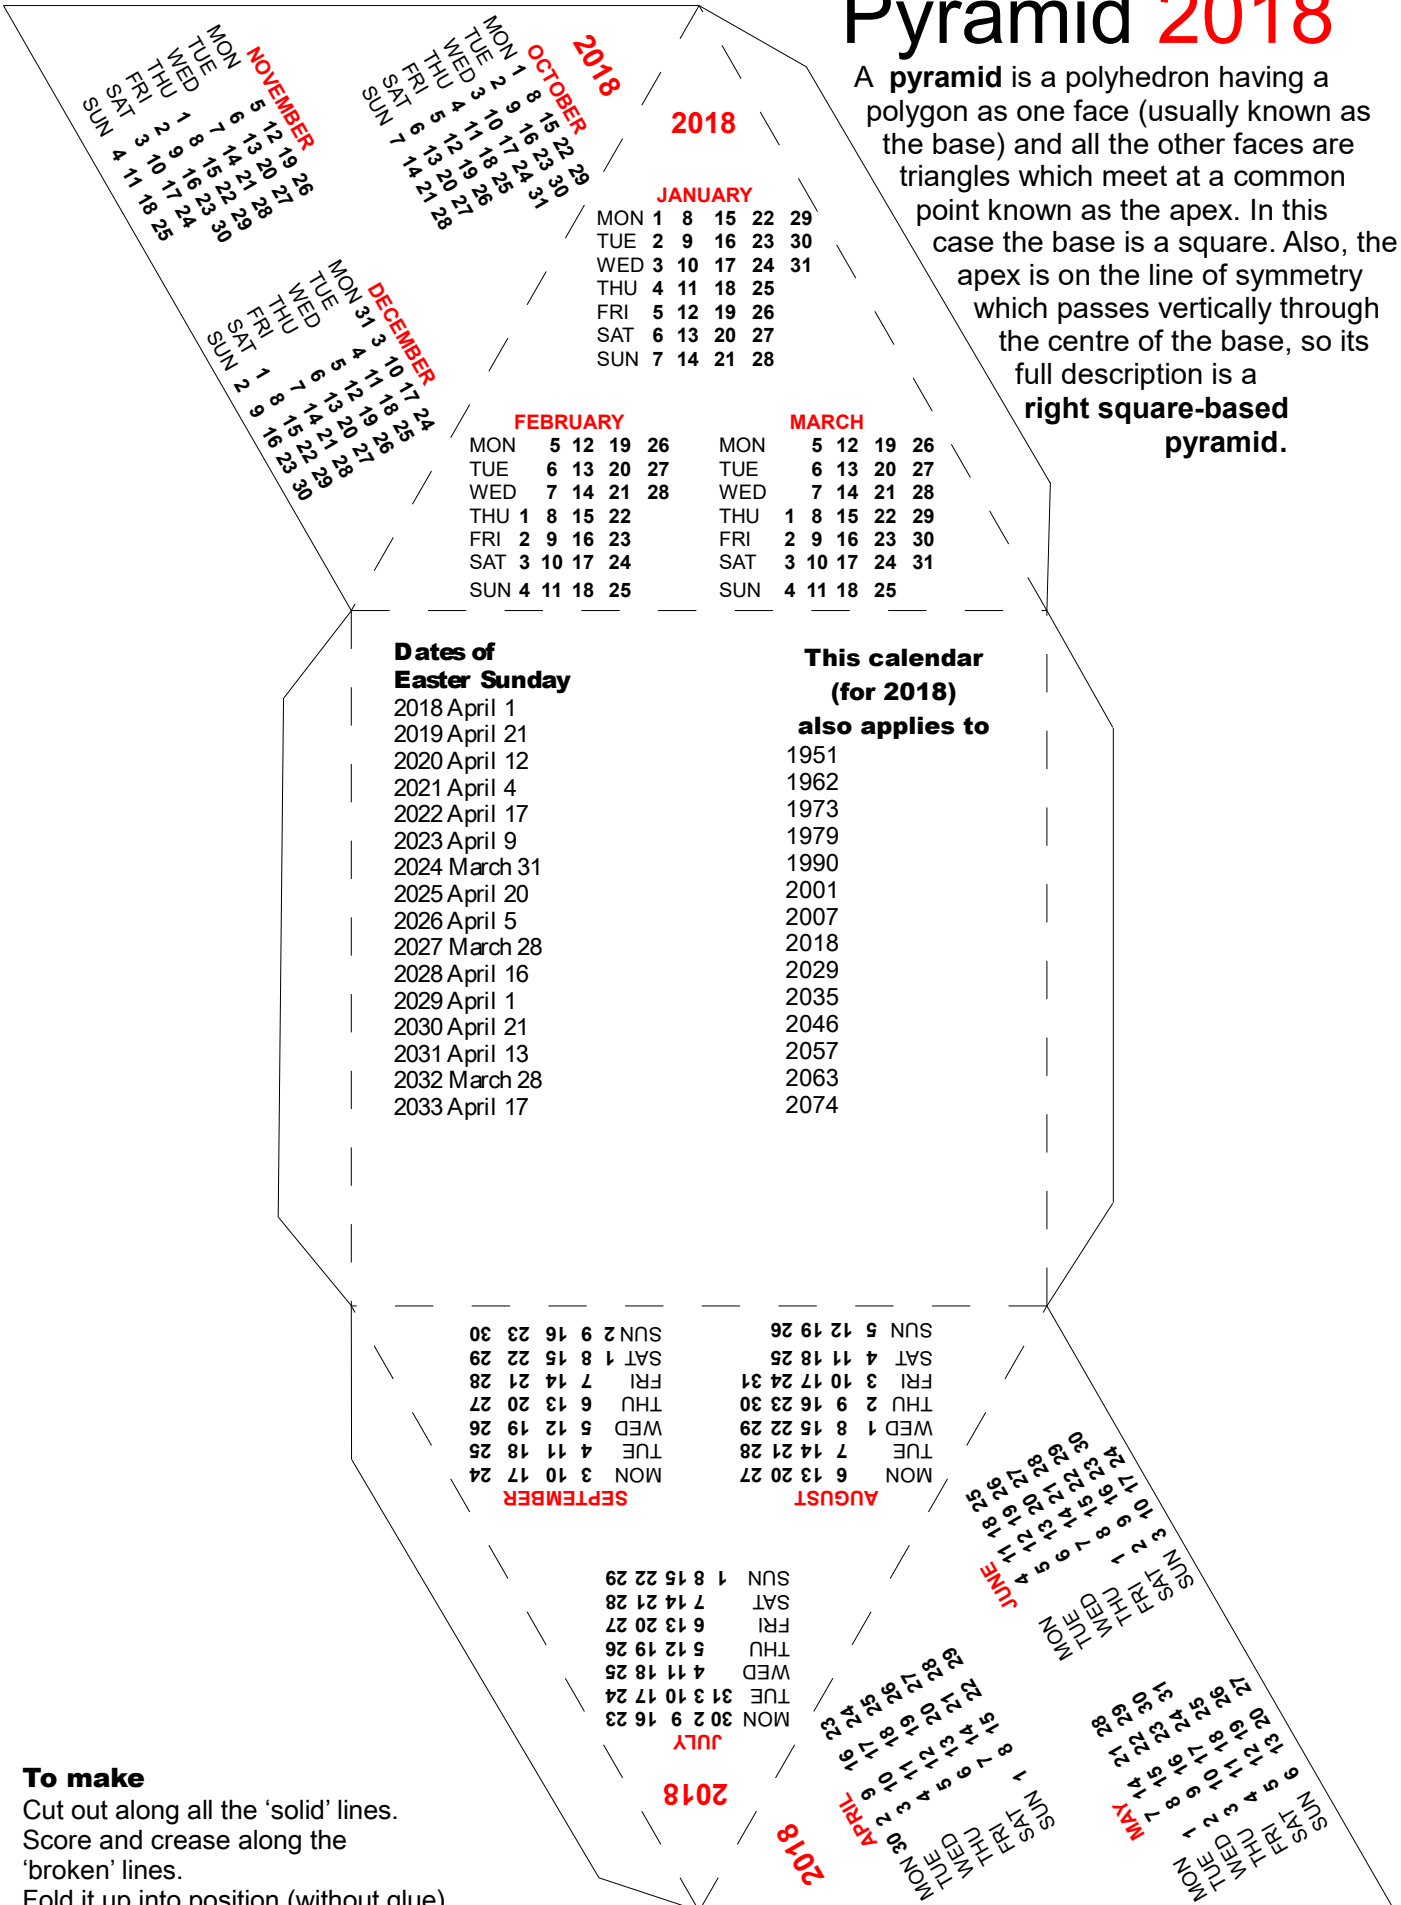 Pyramid 2018
A pyramid is a polyhedron having a
polygon as one face (usually known as
the base) and all the other faces are
triangles which meet at a common
point known as the apex. In this
case the base is a square. Also, the
apex is on the line of symmetry
which passes vertically through
the centre of the base, so its
full description is a
right square-based
pyramid.
2018
OCTOBER
MON 1 8 15 22 29
TUE 2 9 16 23 30
WED 3 10 17 24 31
THU 4 11 18 25
FRI 5 12 19 26
SAT 6 13 20 27
SUN 7 14 21 28
NOVEMBER
MON 5 12 19 26
TUE 6 13 20 27
WED 7 14 21 28
THU 1 8 15 22 29
FRI 2 9 16 23 30
SAT 3 10 17 24
SUN 4 11 18 25
DECEMBER
MON 31 3 10 17 24
TUE 4 11 18 25
WED 5 12 19 26
THU 6 13 20 27
FRI 7 14 21 28
SAT 1 8 15 22 29
SUN 2 9 16 23 30
2018
JANUARY
MON 1 8 15 22 29
TUE 2 9 16 23 30
WED 3 10 17 24 31
THU 4 11 18 25
FRI 5 12 19 26
SAT 6 13 20 27
SUN 7 14 21 28
FEBRUARY
MON 5 12 19 26
TUE 6 13 20 27
WED 7 14 21 28
THU 1 8 15 22
FRI 2 9 16 23
SAT 3 10 17 24
SUN 4 11 18 25
MARCH
MON 5 12 19 26
TUE 6 13 20 27
WED 7 14 21 28
THU 1 8 15 22 29
FRI 2 9 16 23 30
SAT 3 10 17 24 31
SUN 4 11 18 25
Dates of
Easter Sunday
2018 April 1
2019 April 21
2020 April 12
2021 April 4
2022 April 17
2023 April 9
2024 March 31
2025 April 20
2026 April 5
2027 March 28
2028 April 16
2029 April 1
2030 April 21
2031 April 13
2032 March 28
2033 April 17
This calendar
(for 2018)
also applies to
1951
1962
1973
1979
1990
2001
2007
2018
2029
2035
2046
2057
2063
2074
2018
JULY
MON 30 2 9 16 23
TUE 31 3 10 17 24
WED 4 11 18 25
THU 5 12 19 26
FRI 6 13 20 27
SAT 7 14 21 28
SUN 1 8 15 22 29
AUGUST
MON 6 13 20 27
TUE 7 14 21 28
WED 1 8 15 22 29
THU 2 9 16 23 30
FRI 3 10 17 24 31
SAT 4 11 18 25
SUN 5 12 19 26
SEPTEMBER
MON 3 10 17 24
TUE 4 11 18 25
WED 5 12 19 26
THU 6 13 20 27
FRI 7 14 21 28
SAT 1 8 15 22 29
SUN 2 9 16 23 30
2018
APRIL
MON 30 2 9 16 23
TUE 3 10 17 24
WED 4 11 18 25
THU 5 12 19 26
FRI 6 13 20 27
SAT 7 14 21 28
SUN 1 8 15 22 29
MAY
MON 7 14 21 28
TUE 1 8 15 22 29
WED 2 9 16 23 30
THU 3 10 17 24 31
FRI 4 11 18 25
SAT 5 12 19 26
SUN 6 13 20 27
JUNE
MON 4 11 18 25
TUE 5 12 19 26
WED 6 13 20 27
THU 7 14 21 28
FRI 1 8 15 22 29
SAT 2 9 16 23 30
SUN 3 10 17 24
To make
Cut out along all the ‘solid’ lines.
Score and crease along the
‘broken’ lines.
Fold it up into position (without glue)